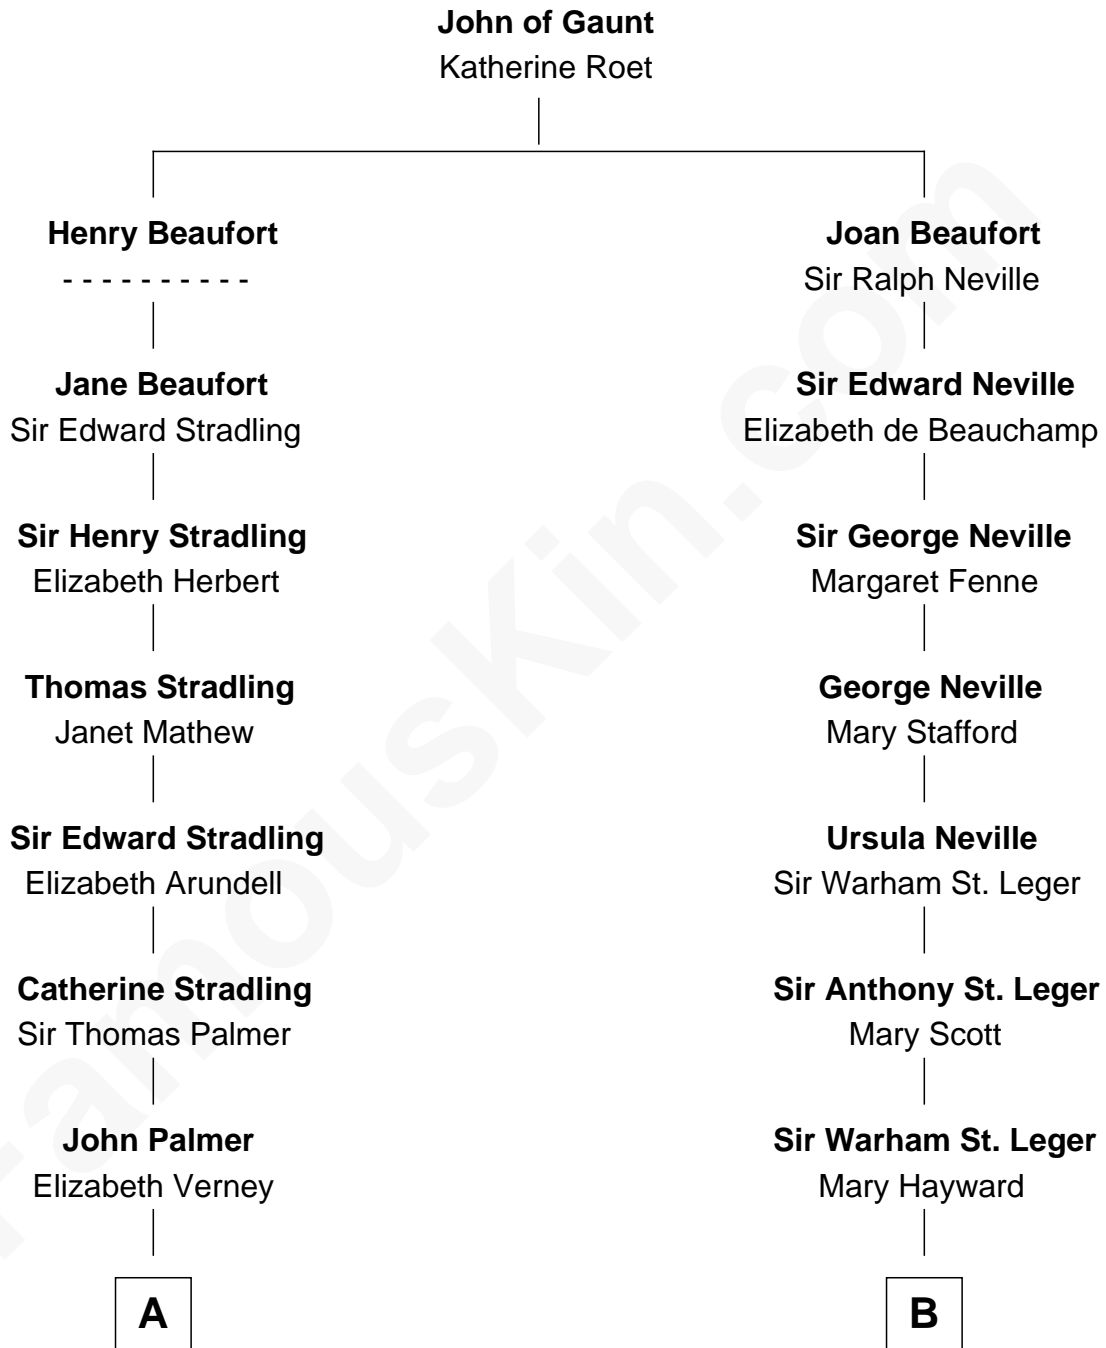 John of Gaunt
Katherine Roet
Henry Beaufort
- - - - - - - - - -
Jane Beaufort
Sir Edward Stradling
Sir Henry Stradling
Elizabeth Herbert
Thomas Stradling
Janet Mathew
Sir Edward Stradling
Elizabeth Arundell
Catherine Stradling
Sir Thomas Palmer
John Palmer
Elizabeth Verney
A
Joan Beaufort
Sir Ralph Neville
Sir Edward Neville
Elizabeth de Beauchamp
Sir George Neville
Margaret Fenne
George Neville
Mary Stafford
Ursula Neville
Sir Warham St. Leger
Sir Anthony St. Leger
Mary Scott
Sir Warham St. Leger
Mary Hayward
B
FamousKin.com